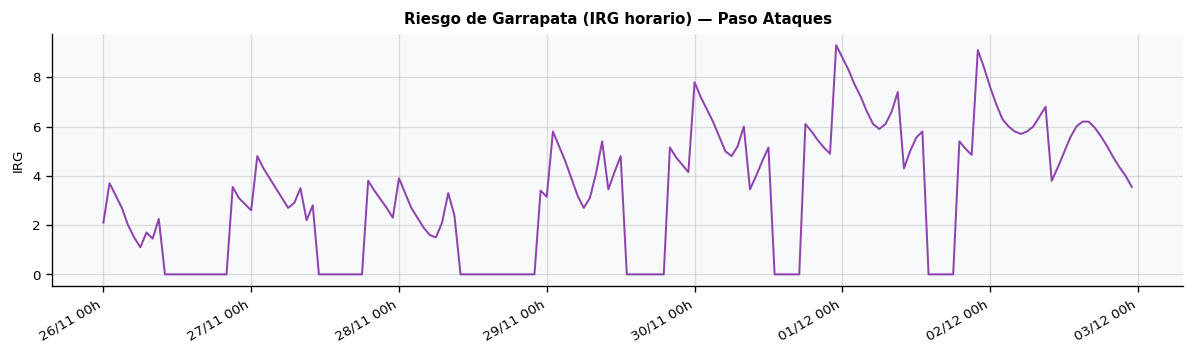 Riesgo de Garrapata (IRG horario) — Paso Ataques
IRG
8
6
4
2
0
26/11 00h
27/11 00h
28/11 00h
29/11 00h
30/11 00h
01/12 00h
02/12 00h
03/12 00h